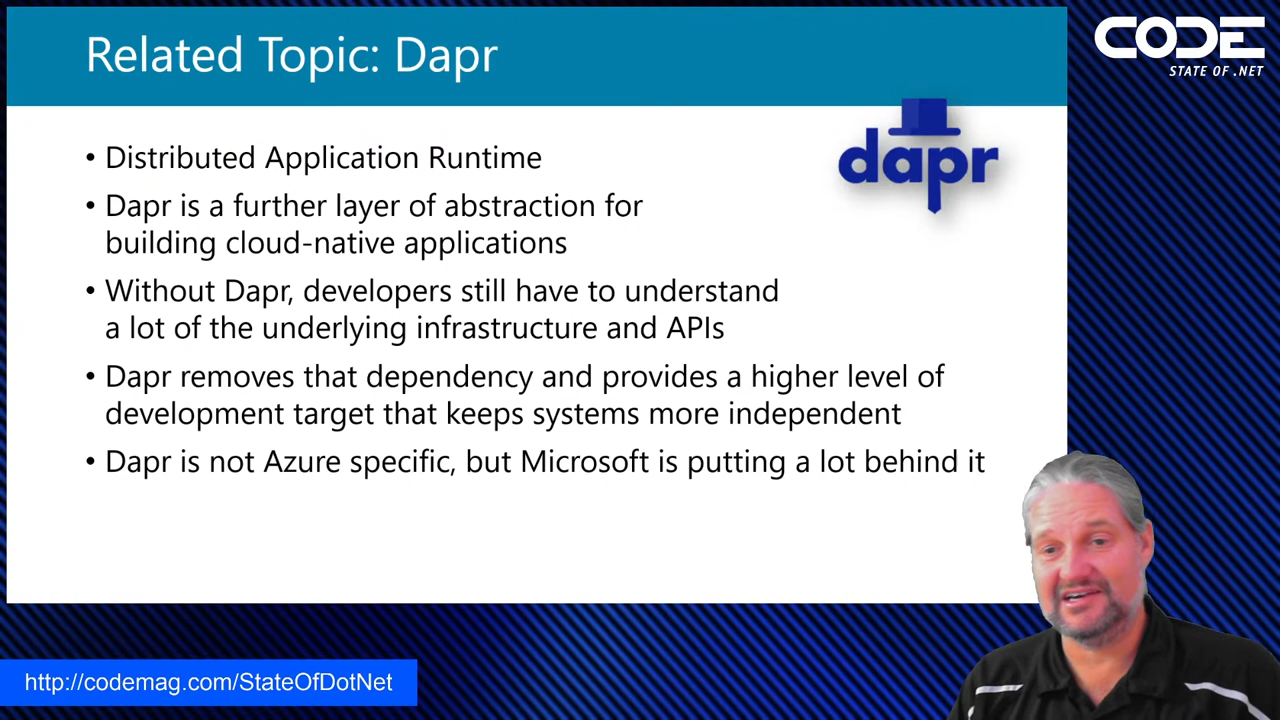 Related Topic: Dapr
CODE
STATE OF .NET
dapr
• Distributed Application Runtime
• Dapr is a further layer of abstraction for
building cloud-native applications
• Without Dapr, developers still have to understand
a lot of the underlying infrastructure and APIs
• Dapr removes that dependency and provides a higher level of
development target that keeps systems more independent
• Dapr is not Azure specific, but Microsoft is putting a lot behind it
http://codemag.com/StateOfDotNet